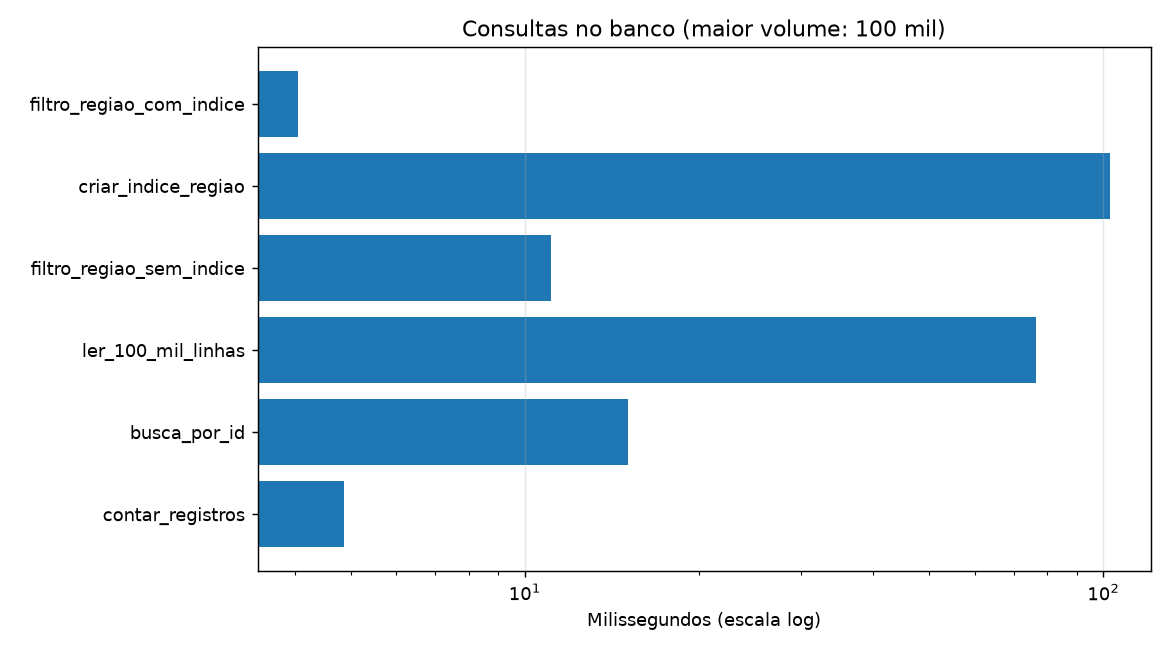 Consultas no banco (maior volume: 100 mil)
filtro_regiao_com_indice
criar_indice_regiao
filtro_regiao_sem_indice
ler_100_mil_linhas
busca_por_id
contar_registros
10¹ 10²
Milissegundos (escala log)